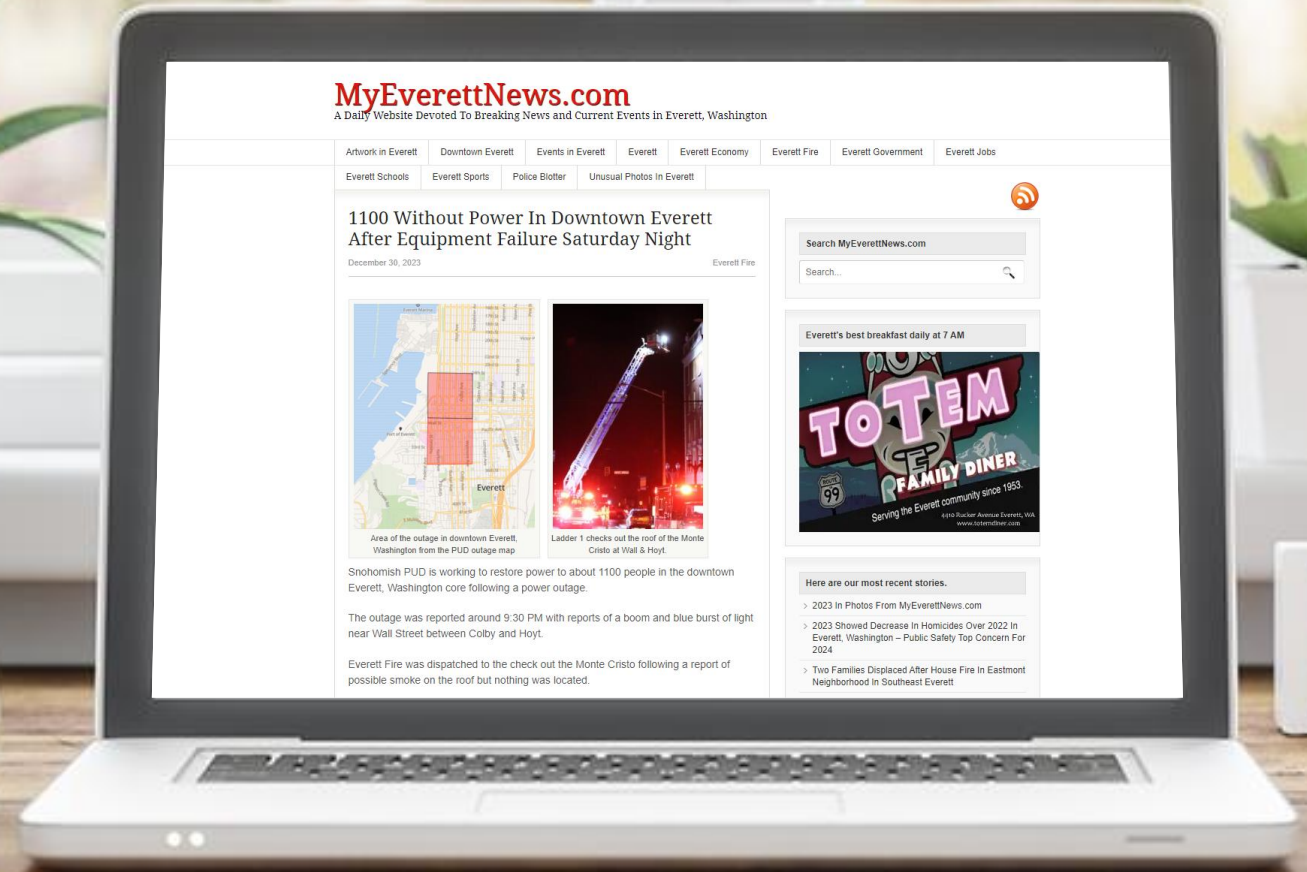 MyEverettNews.com
A Daily Website Devoted To Breaking News and Current Events in Everett, Washington
Artwork in Everett Downtown Everett Events in Everett Everett Everett Economy Everett Fire Everett Government Everett Jobs
Everett Schools Everett Sports Police Blotter Unusual Photos In Everett
1100 Without Power In Downtown Everett
After Equipment Failure Saturday Night
December 30, 2023 Everett Fire
Everett
Area of the outage in downtown Everett,
Washington from the PUD outage map
Ladder 1 checks out the roof of the Monte
Cristo at Wall & Hoyt.
Snohomish PUD is working to restore power to about 1100 people in the downtown
Everett, Washington core following a power outage.
The outage was reported around 9:30 PM with reports of a boom and blue burst of light
near Wall Street between Colby and Hoyt.
Everett Fire was dispatched to the check out the Monte Cristo following a report of
possible smoke on the roof but nothing was located.
Search MyEverettNews.com
Search...
Everett's best breakfast daily at 7 AM
TOTEM
FAMILY DINER
ROUTE
99
Serving the Everett community since 1953.
4410 Rucker Avenue Everett, WA
www.totemdiner.com
Here are our most recent stories.
2023 In Photos From MyEverettNews.com
2023 Showed Decrease In Homicides Over 2022 In
Everett, Washington – Public Safety Top Concern For
2024
Two Families Displaced After House Fire In Eastmont
Neighborhood In Southeast Everett